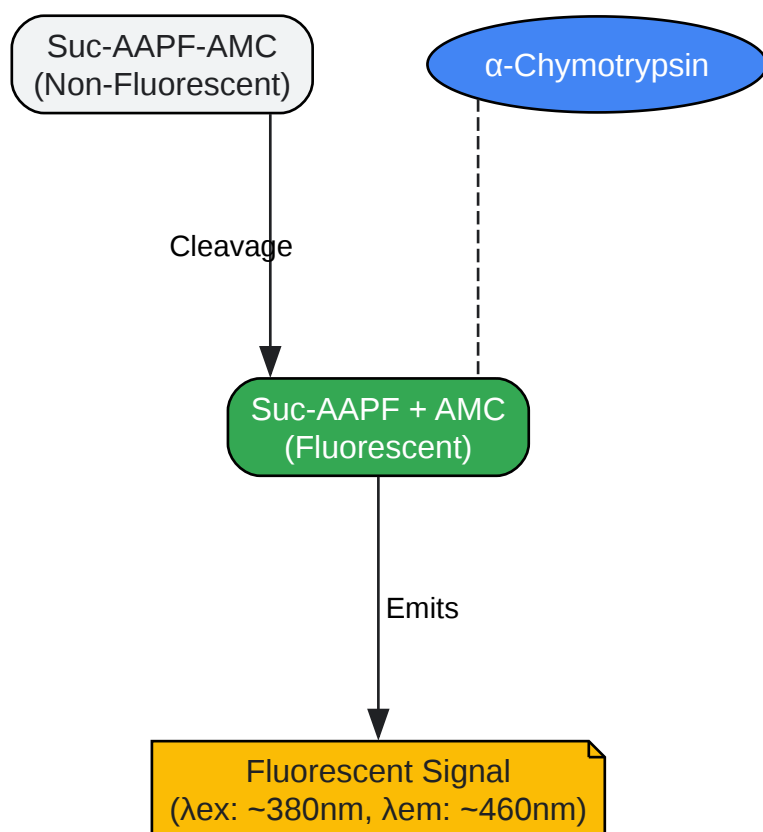 Suc-AAPF-AMC
(Non-Fluorescent)
α-Chymotrypsin
Cleavage
Suc-AAPF + AMC
(Fluorescent)
Emits
Fluorescent Signal
(λex: ~380nm, λem: ~460nm)